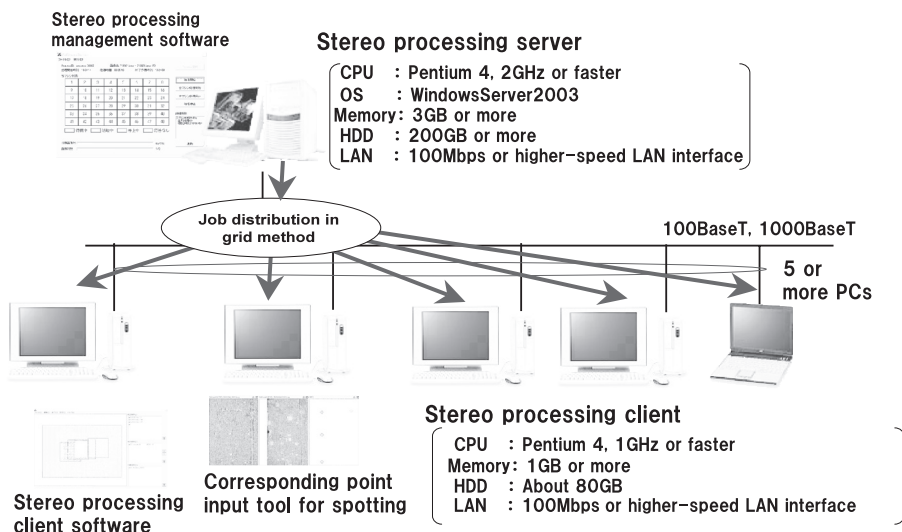 Stereo processing
management software
Stereo processing server
CPU : Pentium 4, 2GHz or faster
OS : WindowsServer2003
Memory: 3GB or more
HDD : 200GB or more
LAN : 100Mbps or higher-speed LAN interface
Job distribution in
grid method
100BaseT, 1000BaseT
5 or
more PCs
Stereo processing client
CPU : Pentium 4, 1GHz or faster
Memory: 1GB or more
HDD : About 80GB
LAN : 100Mbps or higher-speed LAN interface
Corresponding point
input tool for spotting
Stereo processing
client software